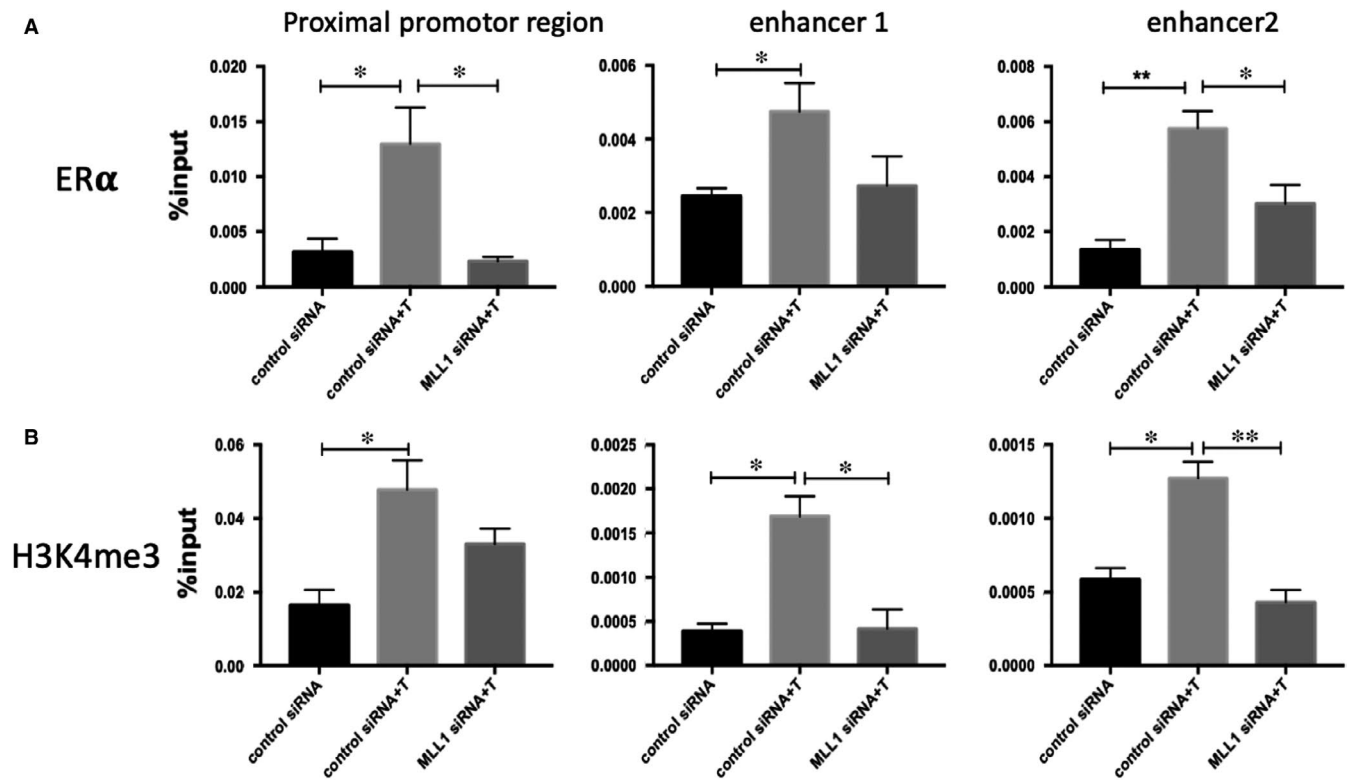 A
Proximal promotor region
enhancer 1
enhancer2
ERα
%input
0.020
0.015
0.010
0.005
0.000
* *
control siRNA
control siRNA+T
MLL1 siRNA+T
0.006
0.004
0.002
0.000
*
control siRNA
control siRNA+T
MLL1 siRNA+T
0.008
0.006
0.004
0.002
0.000
** *
control siRNA
control siRNA+T
MLL1 siRNA+T
B
H3K4me3
%input
0.06
0.04
0.02
0.00
*
control siRNA
control siRNA+T
MLL1 siRNA+T
0.0025
0.0020
0.0015
0.0010
0.0005
0.0000
* *
control siRNA
control siRNA+T
MLL1 siRNA+T
0.0015
0.0010
0.0005
0.0000
* **
control siRNA
control siRNA+T
MLL1 siRNA+T